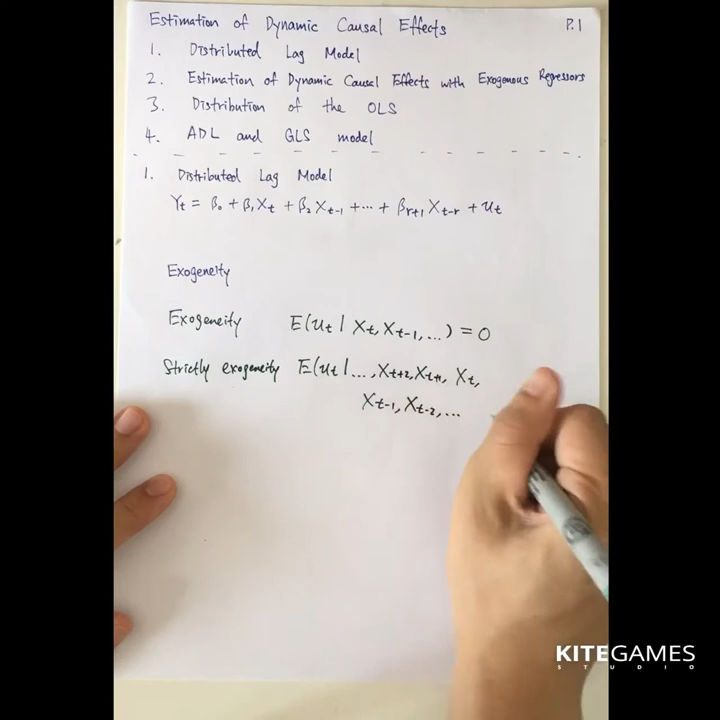 Estimation of Dynamic Causal Effects P.1
1. Distributed Lag Model
2. Estimation of Dynamic Causal Effects with Exogenous Regressors
3. Distribution of the OLS
4. ADL and GLS model
1. Distributed Lag Model
Yt = β0 + β1Xt + β2Xt-1 + ... + βr+1Xt-r + ut
Exogeneity
Exogeneity E(ut | Xt, Xt-1, ...) = 0
Strictly exogeneity E(ut | ..., Xt+2, Xt+1, Xt,
Xt-1, Xt-2, ...
KITEGAMES
STUDIO